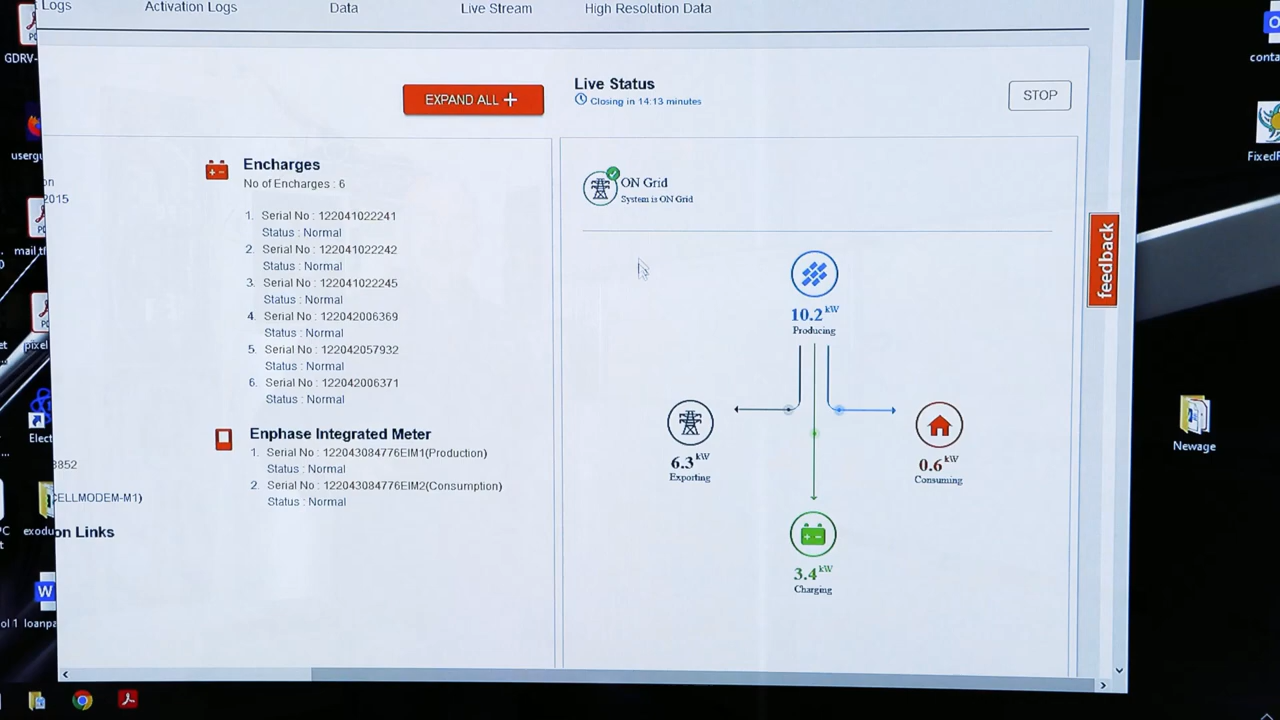 Logs
Activation Logs
Data
Live Stream
High Resolution Data
EXPAND ALL +
Live Status
Closing in 14:13 minutes
STOP
Encharges
No of Encharges : 6
1. Serial No : 122041022241
Status : Normal
2. Serial No : 122041022242
Status : Normal
3. Serial No : 122041022245
Status : Normal
4. Serial No : 122042006369
Status : Normal
5. Serial No : 122042057932
Status : Normal
6. Serial No : 122042006371
Status : Normal
Enphase Integrated Meter
1. Serial No : 122043084776EIM1(Production)
Status : Normal
2. Serial No : 122043084776EIM2(Consumption)
Status : Normal
on
2015
3852
CELLMODEM-M1)
on Links
ON Grid
System is ON Grid
10.2 kW
Producing
6.3 kW
Exporting
0.6 kW
Consuming
3.4 kW
Charging
feedback
GDRV-
usergu
mail.tf
pixel
Elect
exodu
loanpa
W
conta
FixedF
Newage